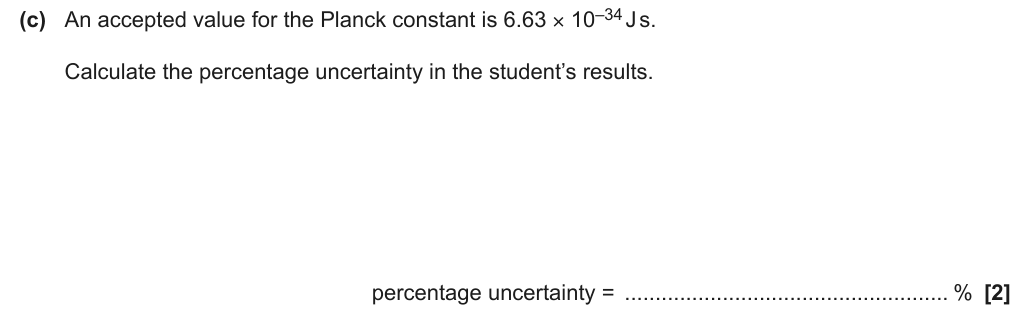 (c) An accepted value for the Planck constant is 6.63 × 10⁻³⁴ J s.
Calculate the percentage uncertainty in the student’s results.
percentage uncertainty = ..................................................... % [2]